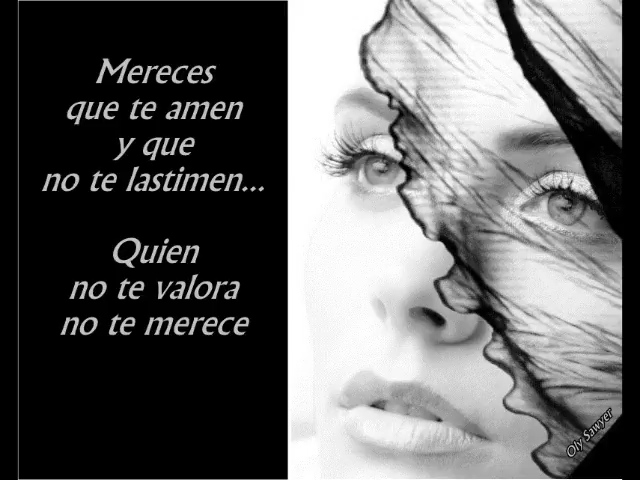 Mereces
que te amen
y que
no te lastimen...
Quien
no te valora
no te merece
Oly Sawyer